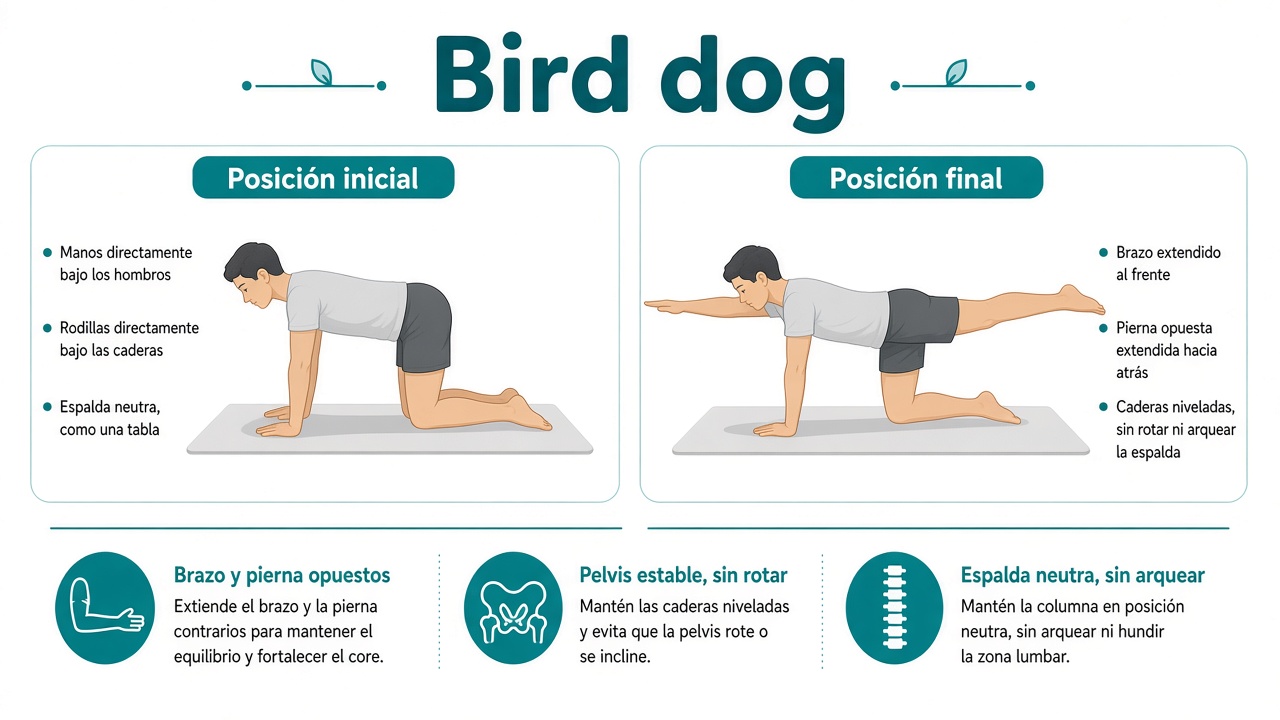 Bird dog
Posición inicial
Manos directamente
bajo los hombros
Rodillas directamente
bajo las caderas
Espalda neutra,
como una tabla
Posición final
Brazo extendido
al frente
Pierna opuesta
extendida hacia
atrás
Caderas niveladas,
sin rotar ni arquear
la espalda
Brazo y pierna opuestos
Extiende el brazo y la pierna
contrarios para mantener el
equilibrio y fortalecer el core.
Pelvis estable, sin rotar
Mantén las caderas niveladas
y evita que la pelvis rote o
se incline.
Espalda neutra, sin arquear
Mantén la columna en posición
neutra, sin arquear ni hundir
la zona lumbar.